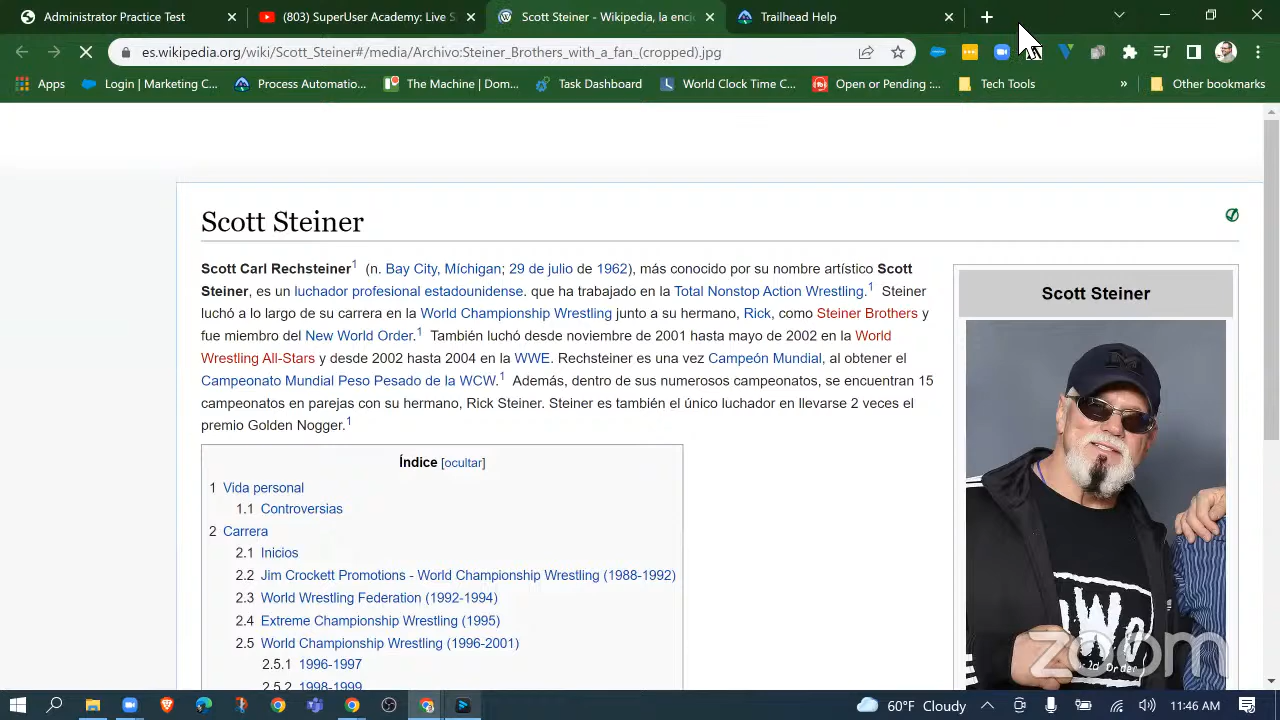 Administrator Practice Test
(803) SuperUser Academy: Live S
Scott Steiner - Wikipedia, la enci
Trailhead Help
es.wikipedia.org/wiki/Scott_Steiner#/media/Archivo:Steiner_Brothers_with_a_fan_(cropped).jpg
Apps
Login | Marketing C...
Process Automatio...
The Machine | Dom...
Task Dashboard
World Clock Time C...
Open or Pending :...
Tech Tools
»
Other bookmarks
Scott Steiner
Scott Carl Rechsteiner1 (n. Bay City, Míchigan; 29 de julio de 1962), más conocido por su nombre artístico Scott
Steiner, es un luchador profesional estadounidense. que ha trabajado en la Total Nonstop Action Wrestling.1 Steiner
luchó a lo largo de su carrera en la World Championship Wrestling junto a su hermano, Rick, como Steiner Brothers y
fue miembro del New World Order.1 También luchó desde noviembre de 2001 hasta mayo de 2002 en la World
Wrestling All-Stars y desde 2002 hasta 2004 en la WWE. Rechsteiner es una vez Campeón Mundial, al obtener el
Campeonato Mundial Peso Pesado de la WCW.1 Además, dentro de sus numerosos campeonatos, se encuentran 15
campeonatos en parejas con su hermano, Rick Steiner. Steiner es también el único luchador en llevarse 2 veces el
premio Golden Nogger.1
Scott Steiner
Índice [ocultar]
1 Vida personal
1.1 Controversias
2 Carrera
2.1 Inicios
2.2 Jim Crockett Promotions - World Championship Wrestling (1988-1992)
2.3 World Wrestling Federation (1992-1994)
2.4 Extreme Championship Wrestling (1995)
2.5 World Championship Wrestling (1996-2001)
2.5.1 1996-1997
2.5.2 1998-1999
zoom
60°F Cloudy
11:46 AM